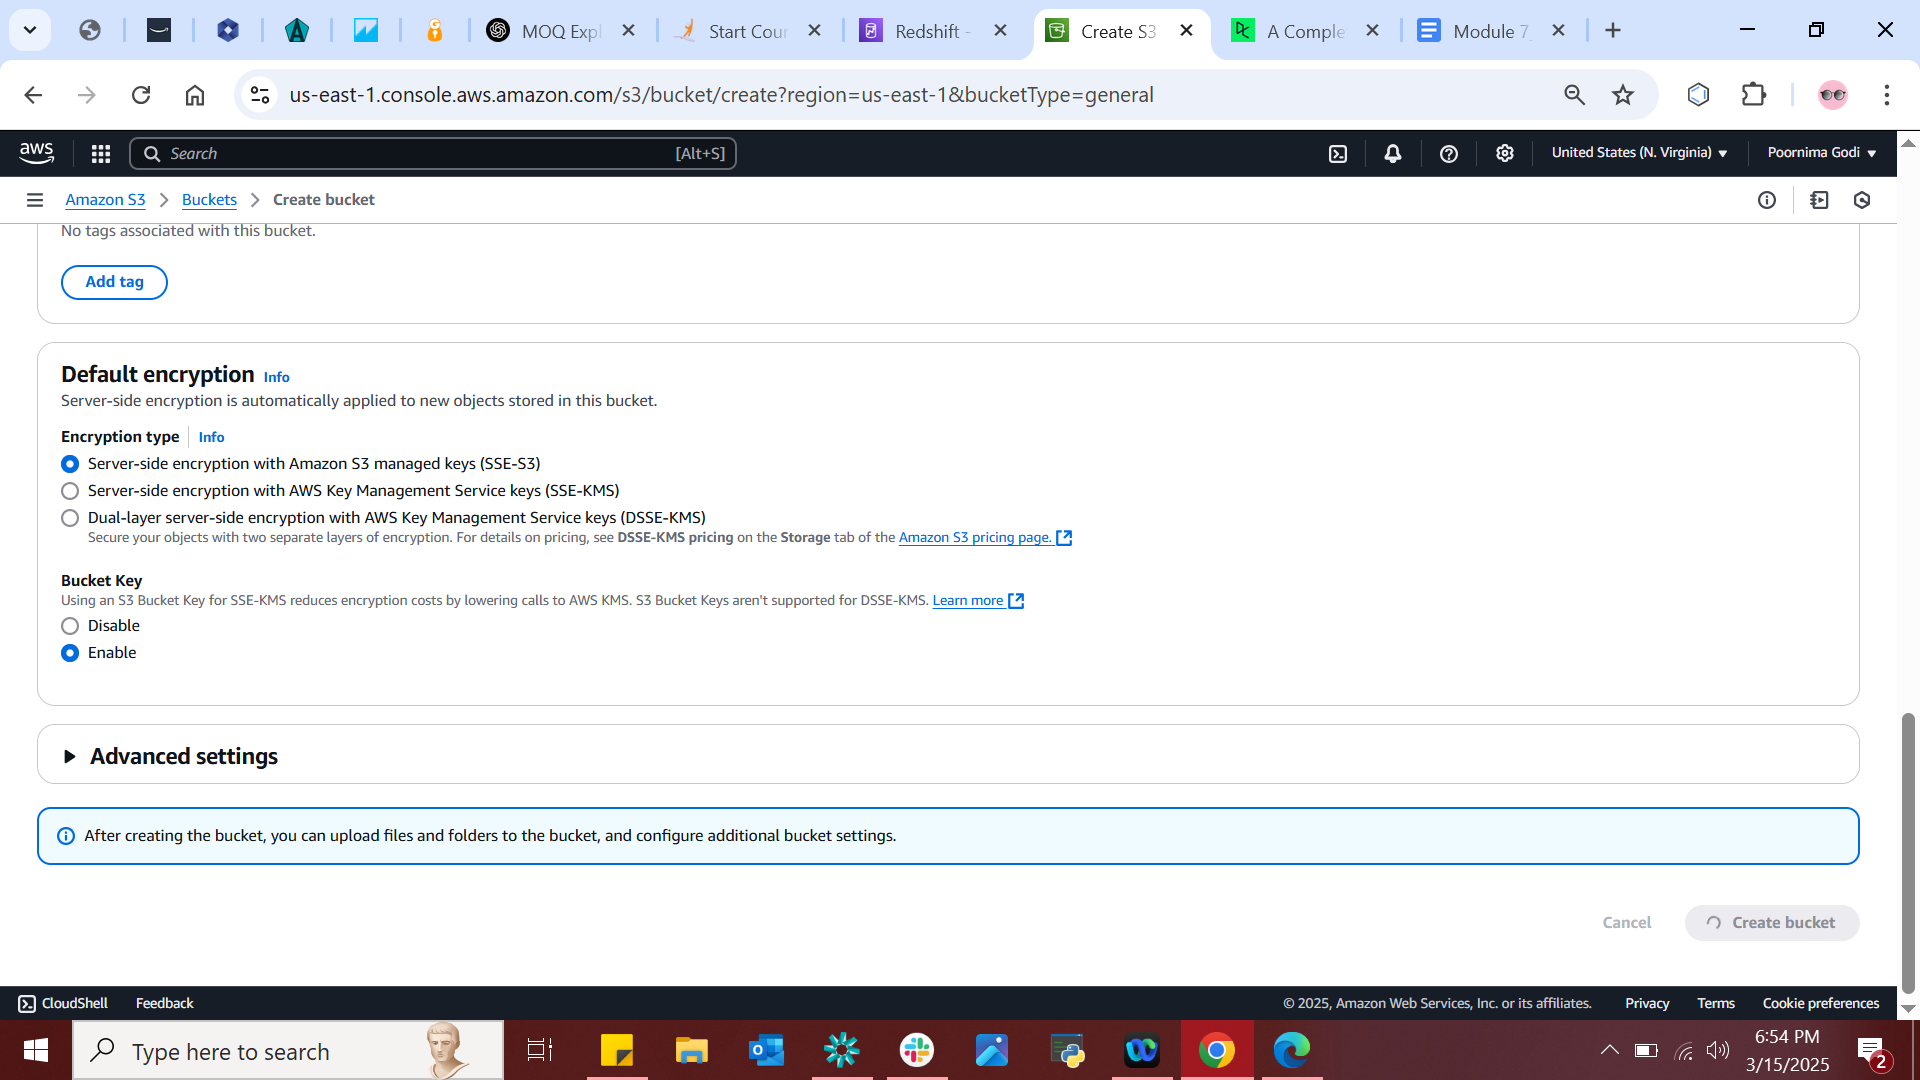 MOQ Expl
Start Cour
Redshift -
Create S3
A Comple
Module 7_
us-east-1.console.aws.amazon.com/s3/bucket/create?region=us-east-1&bucketType=general
aws
Search
[Alt+S]
United States (N. Virginia)
Poornima Godi
Amazon S3
Buckets
Create bucket
No tags associated with this bucket.
Add tag
Default encryption Info
Server-side encryption is automatically applied to new objects stored in this bucket.
Encryption type Info
Server-side encryption with Amazon S3 managed keys (SSE-S3)
Server-side encryption with AWS Key Management Service keys (SSE-KMS)
Dual-layer server-side encryption with AWS Key Management Service keys (DSSE-KMS)
Secure your objects with two separate layers of encryption. For details on pricing, see DSSE-KMS pricing on the Storage tab of the Amazon S3 pricing page.
Bucket Key
Using an S3 Bucket Key for SSE-KMS reduces encryption costs by lowering calls to AWS KMS. S3 Bucket Keys aren't supported for DSSE-KMS. Learn more
Disable
Enable
Advanced settings
After creating the bucket, you can upload files and folders to the bucket, and configure additional bucket settings.
Cancel
Create bucket
CloudShell
Feedback
© 2025, Amazon Web Services, Inc. or its affiliates.
Privacy
Terms
Cookie preferences
Type here to search
6:54 PM
3/15/2025
2